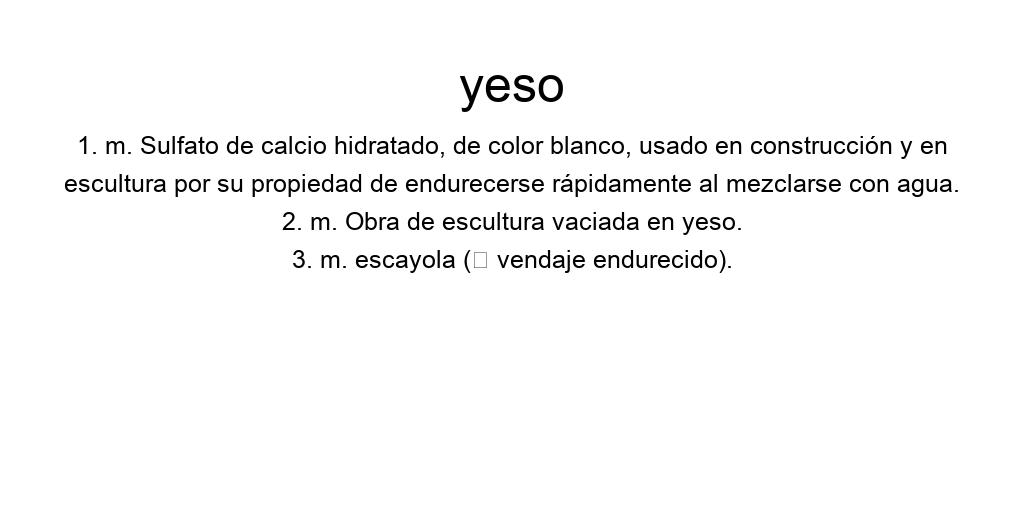 yeso
1. m. Sulfato de calcio hidratado, de color blanco, usado en construcción y en
escultura por su propiedad de endurecerse rápidamente al mezclarse con agua.
2. m. Obra de escultura vaciada en yeso.
3. m. escayola (▯ vendaje endurecido).